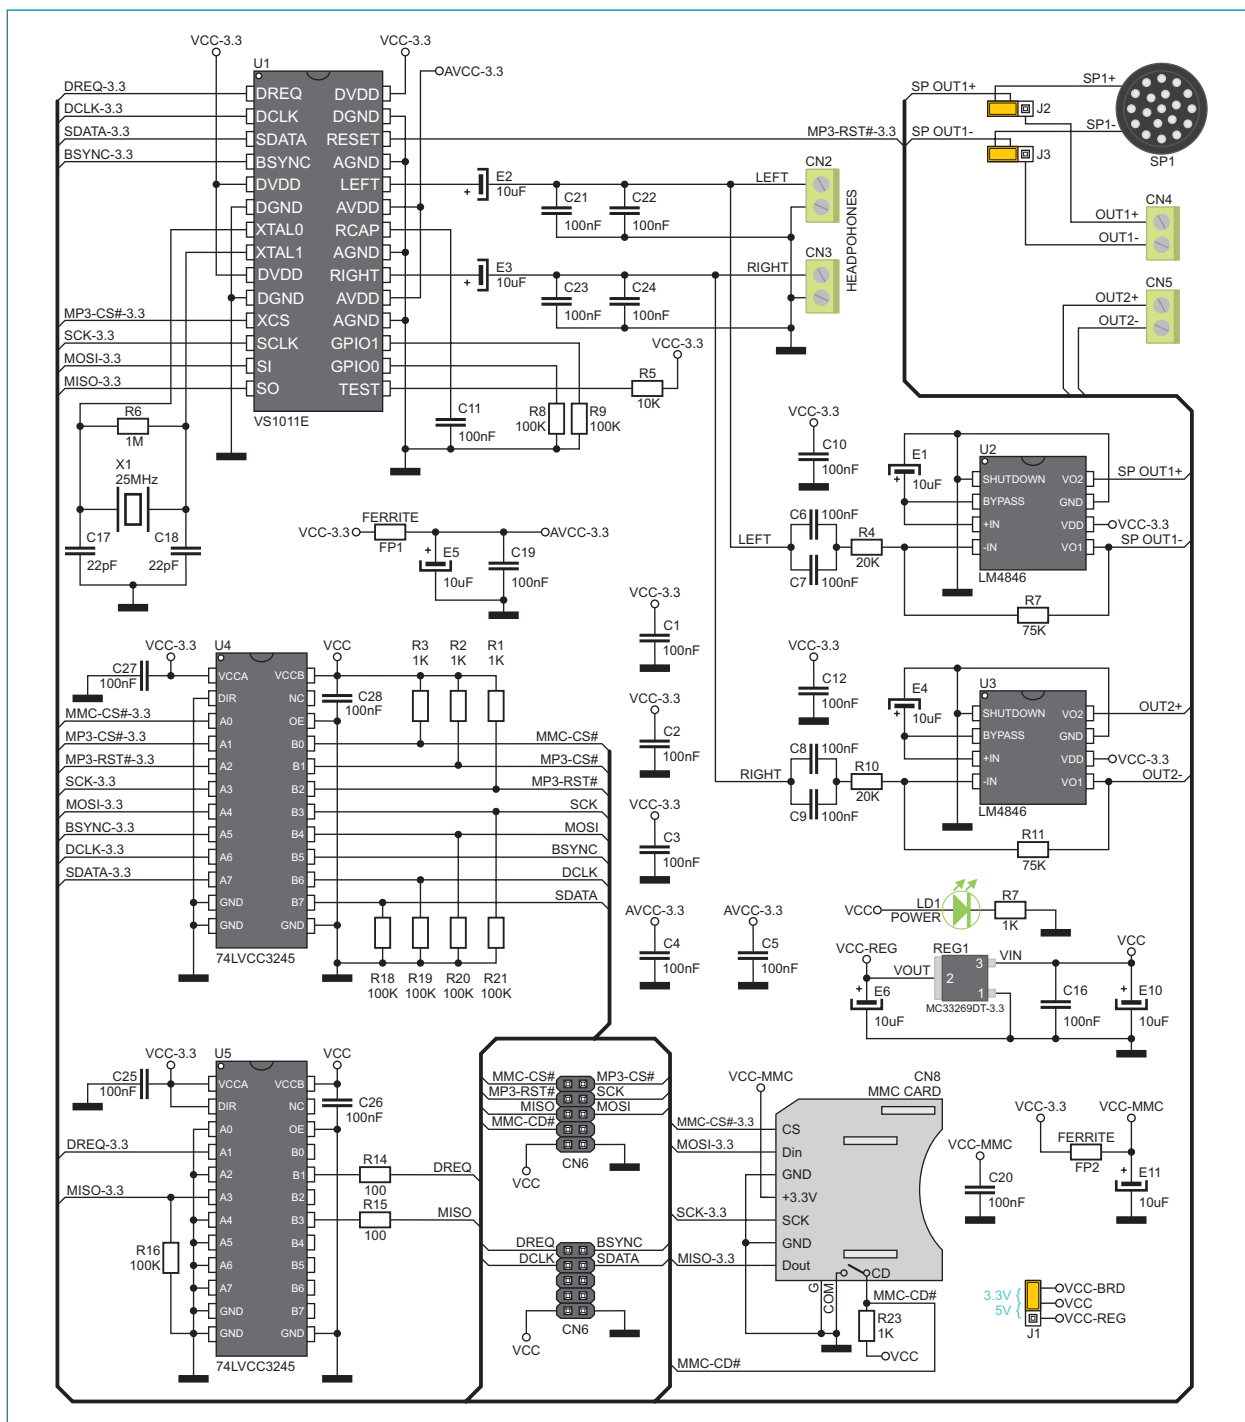 VCC-3.3
VCC-3.3
U1
AVCC-3.3
DREQ-3.3
DCLK-3.3
SDATA-3.3
BSYNC-3.3
MP3-CS#-3.3
SCK-3.3
MOSI-3.3
MISO-3.3
DREQ
DCLK
SDATA
BSYNC
DVDD
DGND
XTAL0
XTAL1
DVDD
DGND
XCS
SCLK
SI
SO
DVDD
DGND
RESET
AGND
LEFT
AVDD
RCAP
AGND
RIGHT
AVDD
AGND
GPIO1
GPIO0
TEST
VS1011E
MP3-RST#-3.3
E2
10uF
C21
100nF
C22
100nF
LEFT
CN2
E3
10uF
C23
100nF
C24
100nF
RIGHT
CN3
HEADPOHONES
SP OUT1+
SP1+
J2
SP OUT1-
SP1-
J3
SP1
CN4
OUT1+
OUT1-
CN5
OUT2+
OUT2-
VCC-3.3
R5
10K
C11
100nF
R8
100K
R9
100K
R6
1M
X1
25MHz
C17
22pF
C18
22pF
VCC-3.3
FERRITE
FP1
AVCC-3.3
E5
10uF
C19
100nF
VCC-3.3
C10
100nF
E1
10uF
U2
SHUTDOWN
BYPASS
+IN
-IN
VO2
GND
VDD
VO1
LM4846
SP OUT1+
VCC-3.3
SP OUT1-
LEFT
C6
100nF
C7
100nF
R4
20K
R7
75K
VCC-3.3
C12
100nF
E4
10uF
U3
SHUTDOWN
BYPASS
+IN
-IN
VO2
GND
VDD
VO1
LM4846
OUT2+
VCC-3.3
OUT2-
RIGHT
C8
100nF
C9
100nF
R10
20K
R11
75K
VCC-3.3
C1
100nF
VCC-3.3
C2
100nF
VCC-3.3
C3
100nF
AVCC-3.3
C4
100nF
AVCC-3.3
C5
100nF
VCC-3.3
U4
VCC
C27
100nF
C28
100nF
R3
1K
R2
1K
R1
1K
MMC-CS#-3.3
MP3-CS#-3.3
MP3-RST#-3.3
SCK-3.3
MOSI-3.3
BSYNC-3.3
DCLK-3.3
SDATA-3.3
VCCA
DIR
A0
A1
A2
A3
A4
A5
A6
A7
GND
GND
VCCB
NC
OE
B0
B1
B2
B3
B4
B5
B6
B7
GND
74LVCC3245
MMC-CS#
MP3-CS#
MP3-RST#
SCK
MOSI
BSYNC
DCLK
SDATA
R18
100K
R19
100K
R20
100K
R21
100K
VCC
LD1
POWER
R7
1K
VCC-REG
VOUT
REG1
3
2
1
VIN
VCC
MC33269DT-3.3
E6
10uF
C16
100nF
E10
10uF
VCC-3.3
U5
VCC
C25
100nF
C26
100nF
DREQ-3.3
MISO-3.3
R16
100K
VCCA
DIR
A0
A1
A2
A3
A4
A5
A6
A7
GND
GND
VCCB
NC
OE
B0
B1
B2
B3
B4
B5
B6
B7
GND
74LVCC3245
R14
100
DREQ
R15
100
MISO
MMC-CS#
MP3-CS#
MP3-RST#
SCK
MISO
MOSI
MMC-CD#
CN6
VCC
DREQ
BSYNC
DCLK
SDATA
CN6
VCC
VCC-MMC
CN8
MMC CARD
MMC-CS#-3.3
MOSI-3.3
SCK-3.3
MISO-3.3
CS
Din
GND
+3.3V
SCK
GND
Dout
G
COM
CD
MMC-CD#
R23
1K
VCC
MMC-CD#
VCC-MMC
C20
100nF
VCC-3.3
FERRITE
FP2
VCC-MMC
E11
10uF
3.3V
5V
VCC-BRD
VCC
VCC-REG
J1